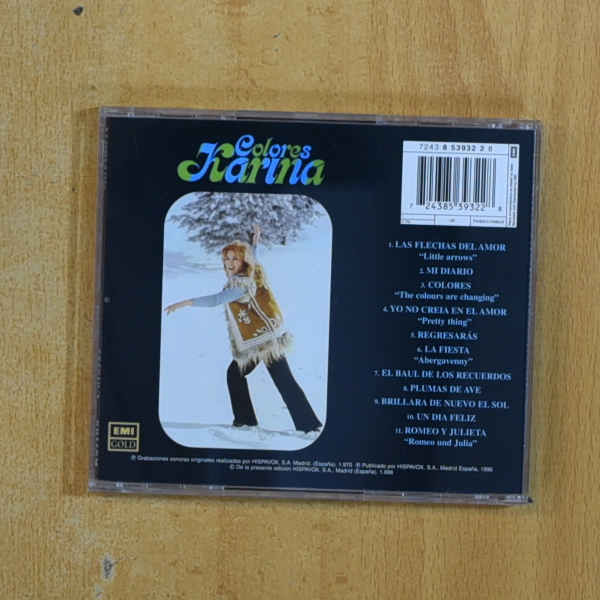 Colores
Karina
7243 8 53932 2 8
7 24385 39322 8
UK:
Printed in Holland
1. LAS FLECHAS DEL AMOR
"Little arrows"
2. MI DIARIO
3. COLORES
"The colours are changing"
4. YO NO CREIA EN EL AMOR
"Pretty thing"
5. REGRESARÁS
6. LA FIESTA
"Abergavenny"
7. EL BAUL DE LOS RECUERDOS
8. PLUMAS DE AVE
9. BRILLARA DE NUEVO EL SOL
10. UN DIA FELIZ
11. ROMEO Y JULIETA
"Romeo und Julia"
EMI
GOLD
℗ Grabaciones sonoras originales realizadas por HISPAVOX, S.A. Madrid, (España), 1.970 ℗ Publicado por HISPAVOX, S.A., Madrid España, 1996
© De la presente edición HISPAVOX, S.A., Madrid (España), 1.996